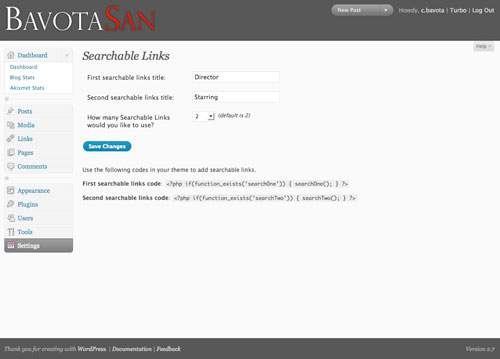 BAVOTASAN
New Post
Howdy, c.bavota | Turbo | Log Out
Help
Dashboard
Dashboard
Blog Stats
Akismet Stats
Posts
Media
Links
Pages
Comments
Appearance
Plugins
Users
Tools
Settings
Searchable Links
First searchable links title: Director
Second searchable links title: Starring
How many Searchable Links 2 (default is 2)
would you like to use?
Save Changes
Use the following codes in your theme to add searchable links.
First searchable links code: <?php if(function_exists('searchOne')) { searchOne(); } ?>
Second searchable links code: <?php if(function_exists('searchTwo')) { searchTwo(); } ?>
Thank you for creating with WordPress. | Documentation | Feedback
Version 2.7